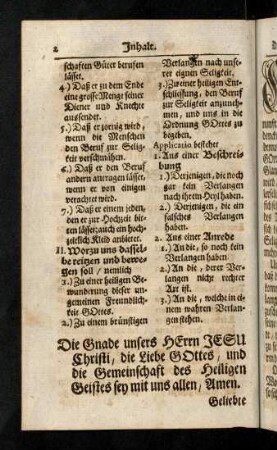 2 Inhalt.
schaften Güter berufen
lässet.
4.) Daß er zu dem Ende
eine grosse Menge seiner
Diener und Knechte
aussendet.
5.) Daß er zornig wird,
wenn die Menschen
den Beruf zur Selig-
keit verschmähen.
6.) Daß er den Beruf
andern antragen lässet,
wenn er von einigen
verachtet wird.
7.) Daß er einem jeden,
den er zur Hochzeit bit-
ten lässet; auch ein hoch-
zeitlich Kleid anbietet.
II. Worzu uns dassel-
be reitzen und bewe-
gen soll / nemlich
1.) Zu einer heiligen Be-
wunderung dieser un-
gemeinen Freundlich-
keit GOttes.
2.) Zu einem brünstigen
Verlangen nach unse-
rer eignen Seligkeit.
3.) Zu einer heiligen Ent-
schliessung, den Beruf
zur Seligkeit anzuneh-
men, und uns in die
Ordnung GOttes zu
begeben.
Applicatio bestehet
1. Aus einer Beschrei-
bung
1.) Derjenigen, die noch
gar kein Verlangen
nach ihrem Heyl haben.
2.) Derjenigen, die ein
falsches Verlangen
haben.
2. Aus einer Anrede
1.) An die, so noch kein
Verlangen haben
2.) An die, derer Ver-
langen nicht rechter
Art ist.
3.) An die, welche in ei-
nem wahren Verlan-
gen stehen.
Die Gnade unsers HErrn JESU
Christi, die Liebe GOttes, und
die Gemeinschaft des Heiligen
Geistes sey mit uns allen, Amen.
Geliebte